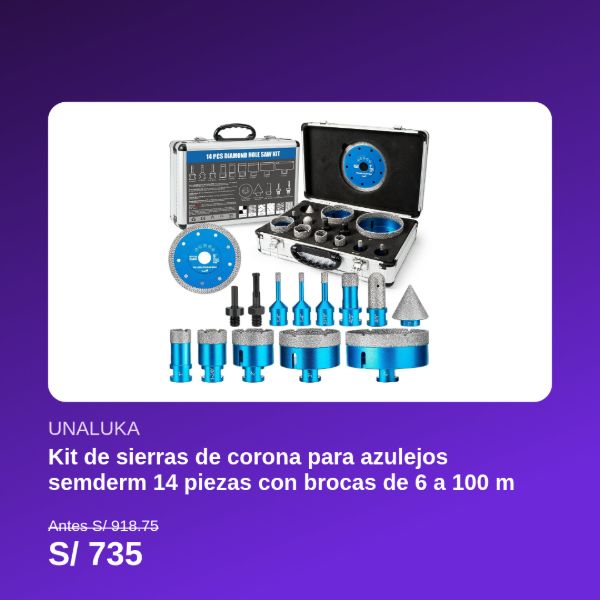 14 PCS DIAMOND HOLE SAW KIT
UNALUKA
Kit de sierras de corona para azulejos
semderm 14 piezas con brocas de 6 a 100 m
Antes S/ 918.75
S/ 735